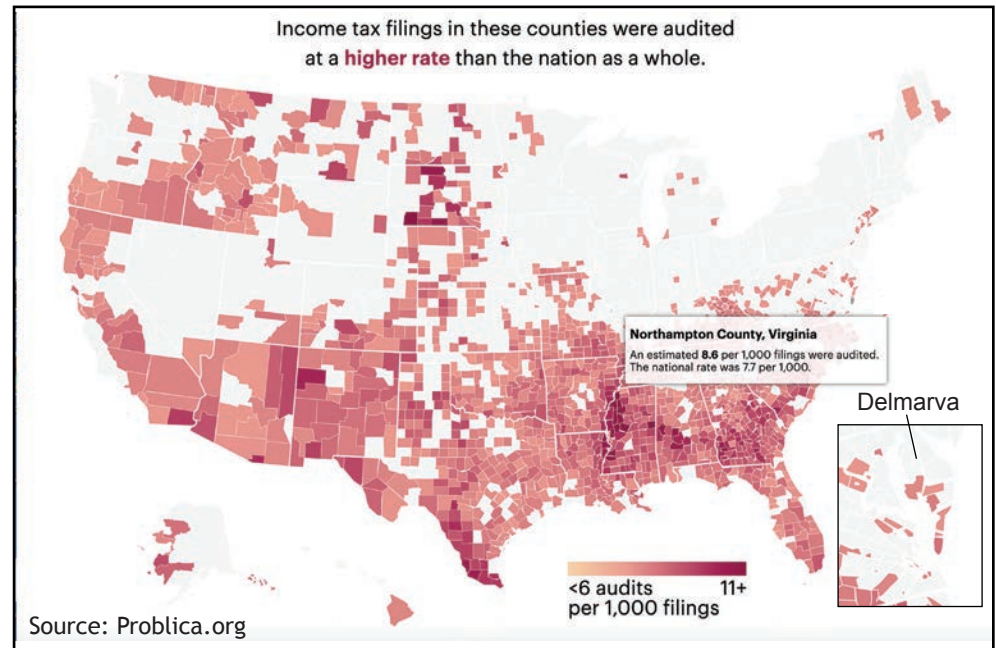 Income tax filings in these counties were audited
at a higher rate than the nation as a whole.
Northampton County, Virginia
An estimated 8.6 per 1,000 filings were audited.
The national rate was 7.7 per 1,000.
Delmarva
<6 audits 11+
per 1,000 filings
Source: Problica.org